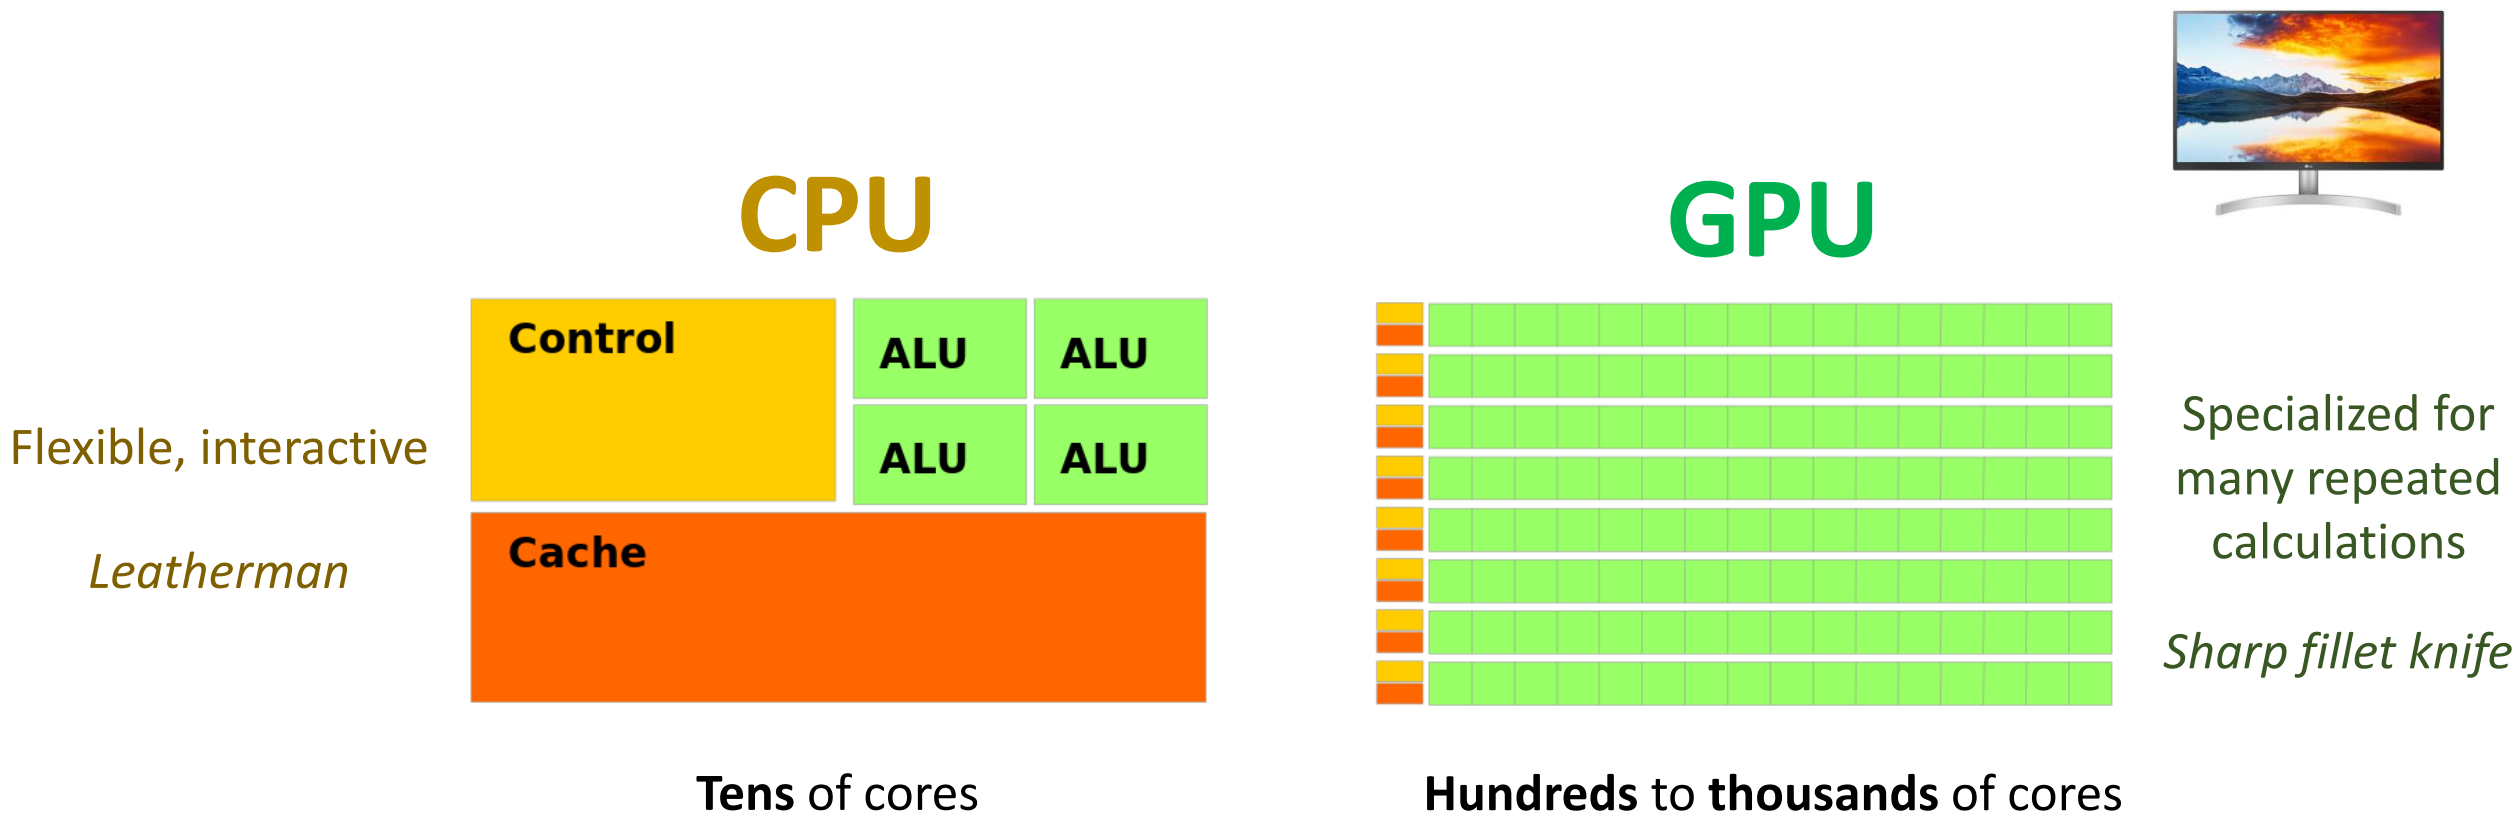 CPU
GPU
Control
ALU
ALU
ALU
ALU
Cache
Flexible, interactive
Leatherman
Specialized for
many repeated
calculations
Sharp fillet knife
Tens of cores
Hundreds to thousands of cores